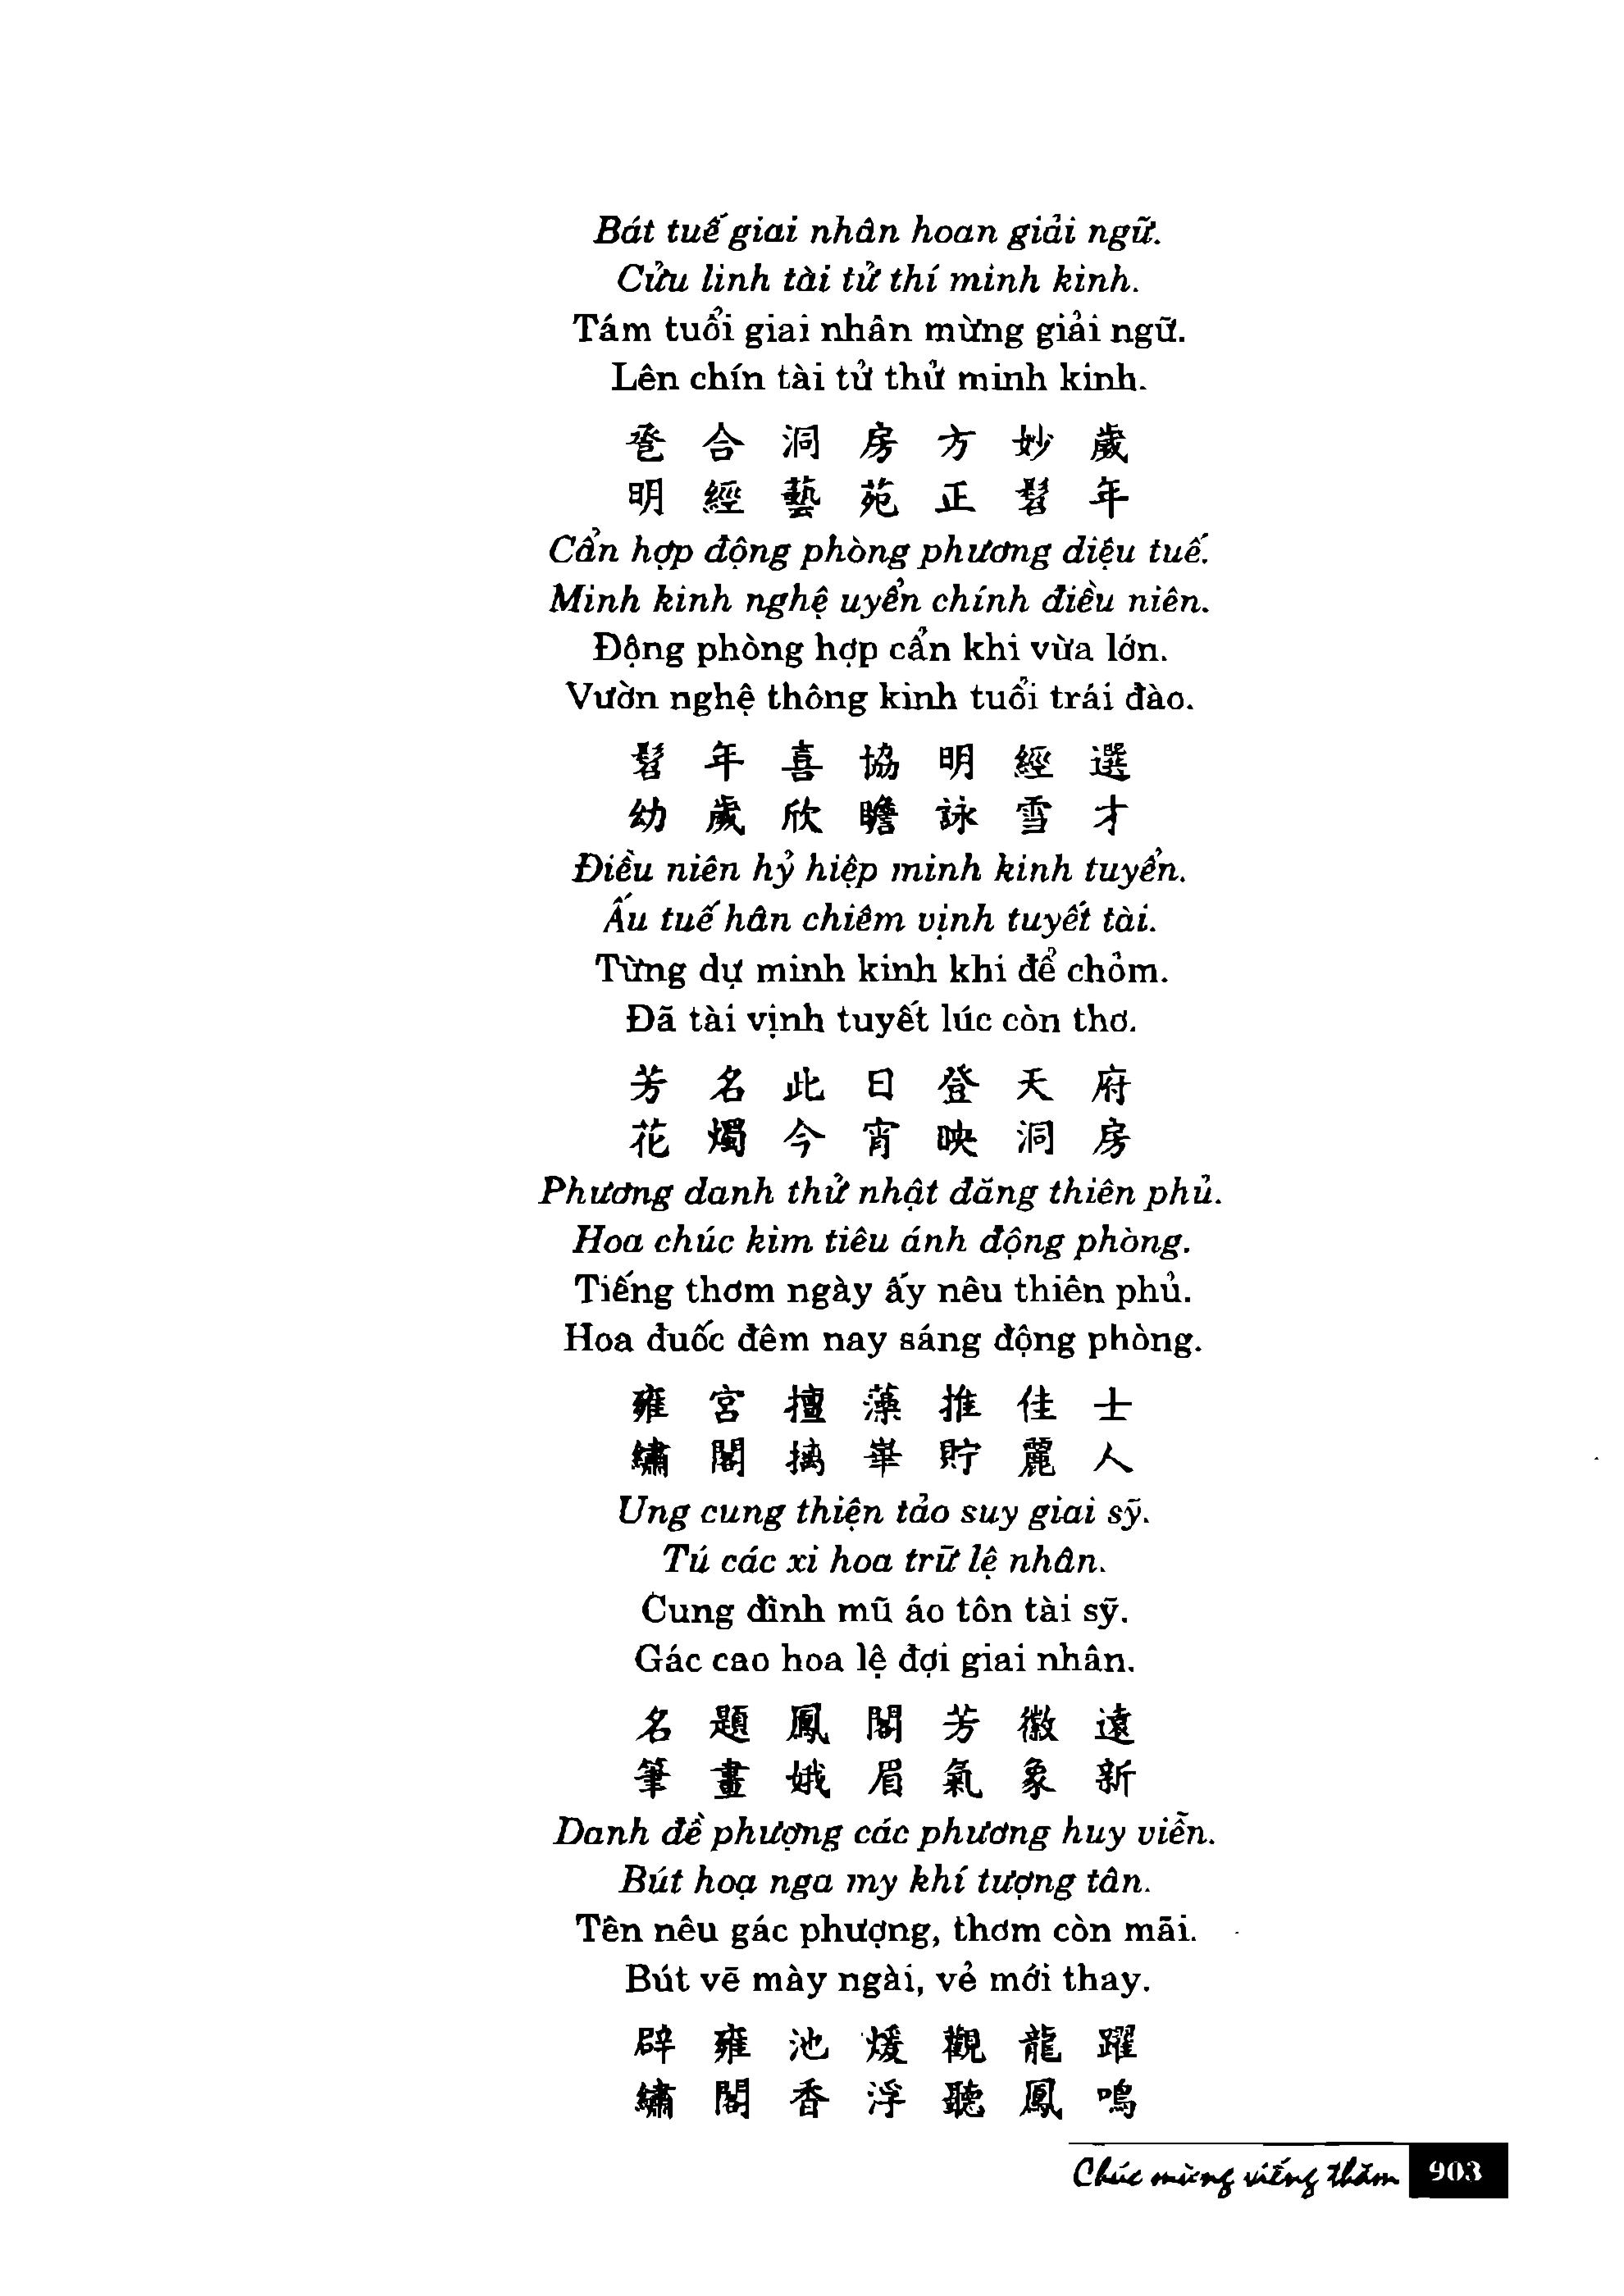 Bát tuế giai nhân hoan giải ngữ.
Cửu linh tài tử thí minh kinh.
Tám tuổi giai nhân mừng giải ngữ.
Lên chín tài tử thử minh kinh.
卺 合 洞 房 方 妙 歲
明 經 藝 苑 正 髫 年
Cẩn hợp động phòng phương diệu tuế.
Minh kinh nghệ uyển chính điều niên.
Động phòng hợp cẩn khi vừa lớn.
Vườn nghệ thông kinh tuổi trái đào.
髫 年 喜 協 明 經 選
幼 歲 欣 瞻 詠 雪 才
Điều niên hỷ hiệp minh kinh tuyển.
Ấu tuế hân chiêm vịnh tuyết tài.
Từng dự minh kinh khi để chỏm.
Đã tài vịnh tuyết lúc còn thơ.
芳 名 此 日 登 天 府
花 燭 今 宵 映 洞 房
Phương danh thử nhật đăng thiên phủ.
Hoa chúc kim tiêu ánh động phòng.
Tiếng thơm ngày ấy nêu thiên phủ.
Hoa đuốc đêm nay sáng động phòng.
雍 宮 擅 藻 推 佳 士
繡 閣 摛 華 貯 麗 人
Ung cung thiện tảo suy giai sỹ.
Tú các xi hoa trữ lệ nhân.
Cung đình mũ áo tôn tài sỹ.
Gác cao hoa lệ đợi giai nhân.
名 題 鳳 閣 芳 徽 遠
筆 畫 娥 眉 氣 象 新
Danh đề phượng các phương huy viễn.
Bút hoạ nga my khí tượng tân.
Tên nêu gác phượng, thơm còn mãi.
Bút vẽ mày ngài, vẻ mới thay.
辟 雍 池 煖 觀 龍 躍
繡 閣 香 浮 聽 鳳 鳴
Chúc mừng viếng thăm 903